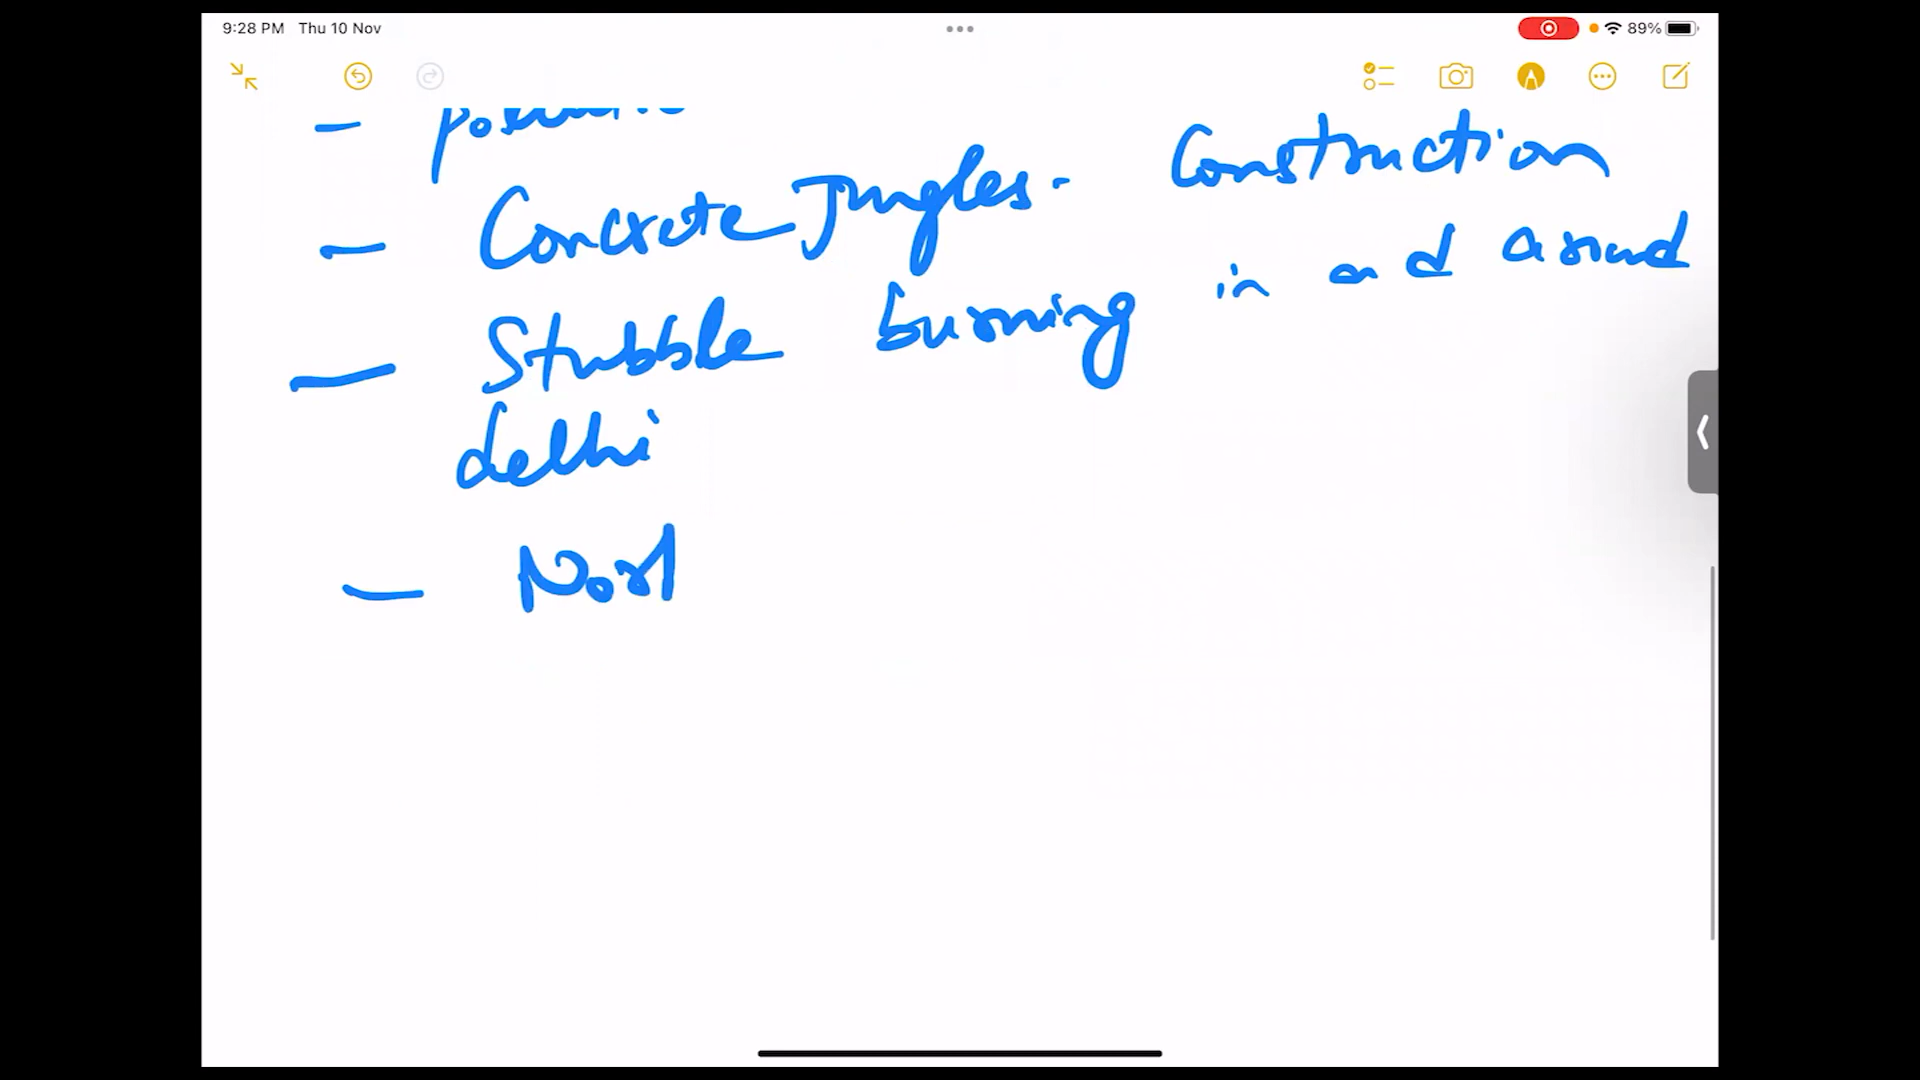 9:28 PM Thu 10 Nov
89%
-
- Concrete Jungles - Construction
- Stubble burning in and around
delhi
- Nort